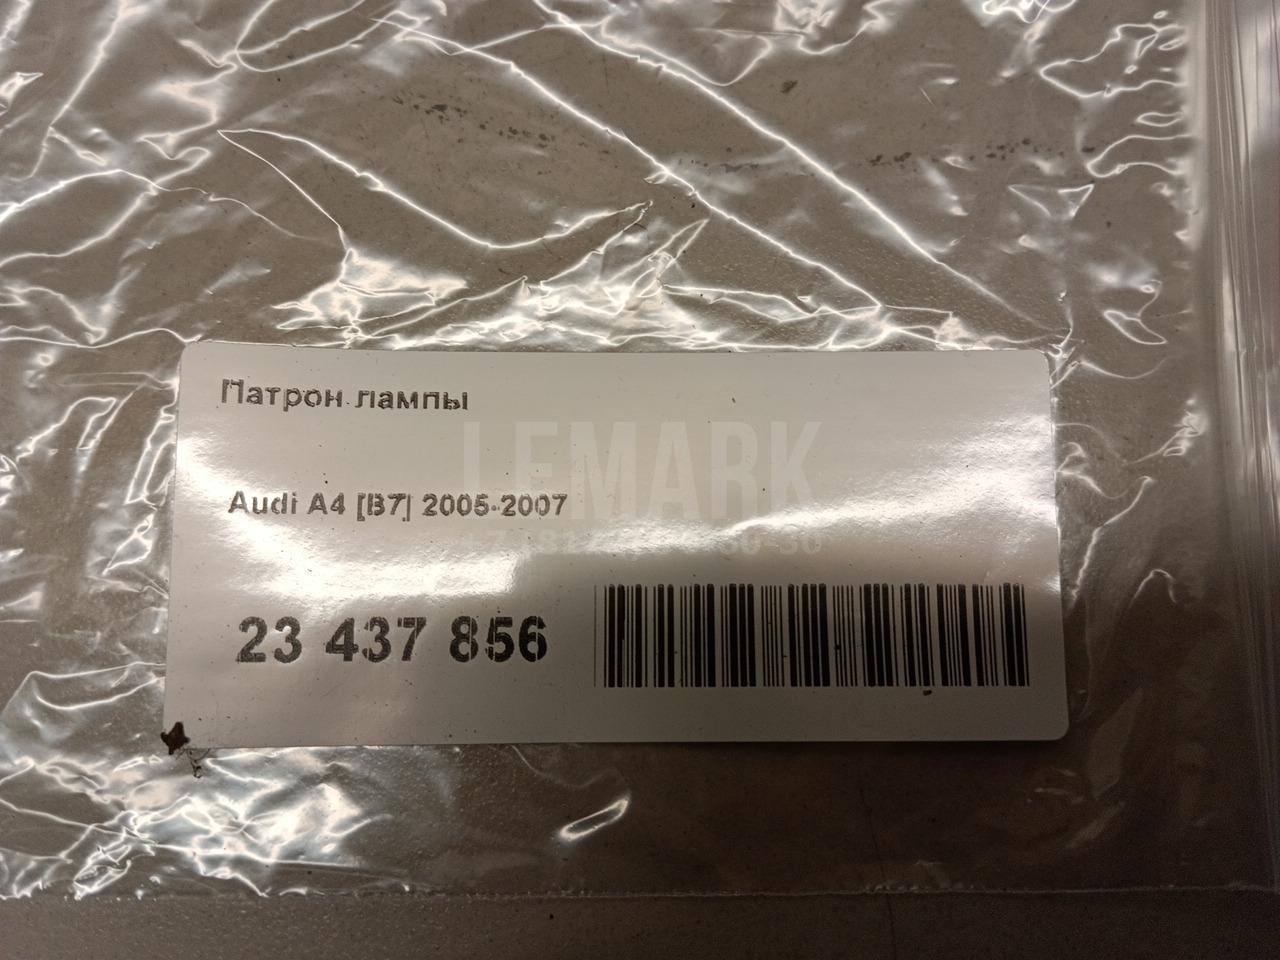 Патрон лампы
LEMARK
Audi A4 [B7] 2005-2007
23 437 856